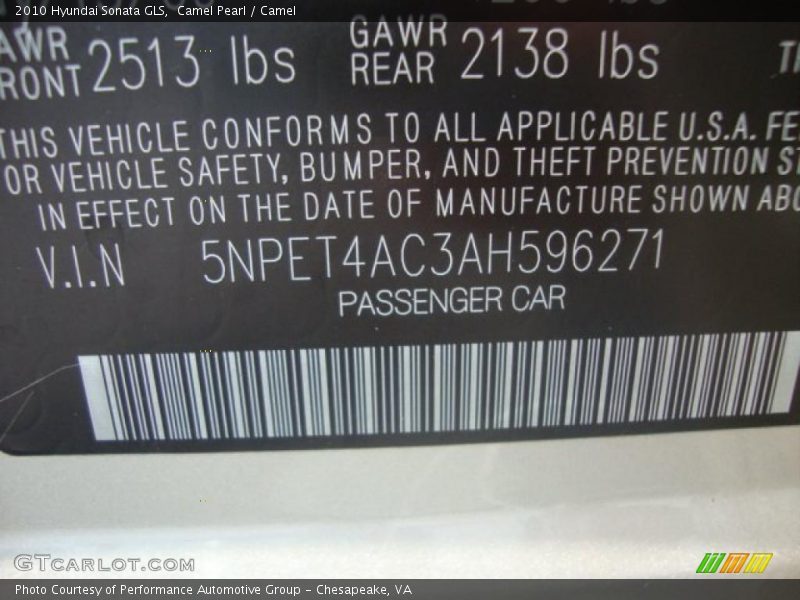 2010 Hyundai Sonata GLS, Camel Pearl / Camel
GAWR
FRONT 2513 lbs GAWR
REAR 2138 lbs
THIS VEHICLE CONFORMS TO ALL APPLICABLE U.S.A. FE
OR VEHICLE SAFETY, BUMPER, AND THEFT PREVENTION ST
IN EFFECT ON THE DATE OF MANUFACTURE SHOWN ABO
V.I.N 5NPET4AC3AH596271
PASSENGER CAR
GTCARLOT.COM
Photo Courtesy of Performance Automotive Group - Chesapeake, VA